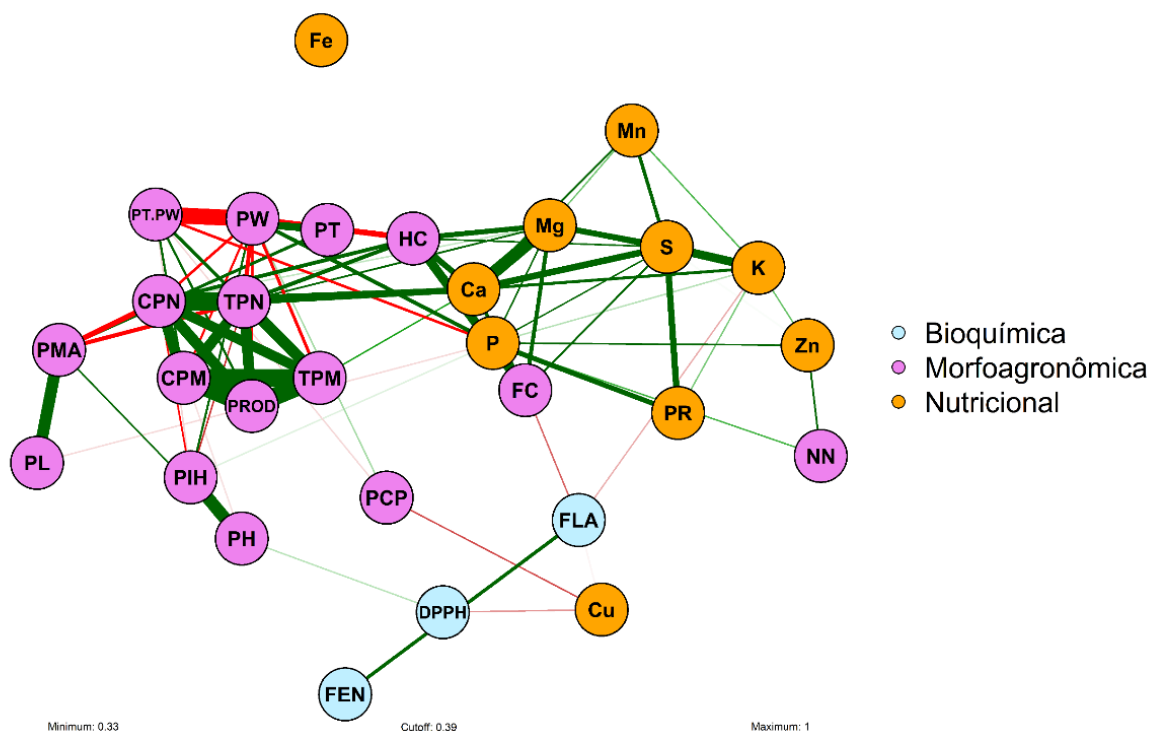 Fe
Mn
PT.PW
PW
PT
HC
Mg
S
K
Ca
CPN
TPN
P
Zn
PMA
CPM
TPM
PROD
FC
PR
PL
PIH
PCP
NN
FLA
PH
DPPH
Cu
FEN
Bioquímica
Morfoagronômica
Nutricional
Minimum: 0.33
Cutoff: 0.39
Maximum: 1